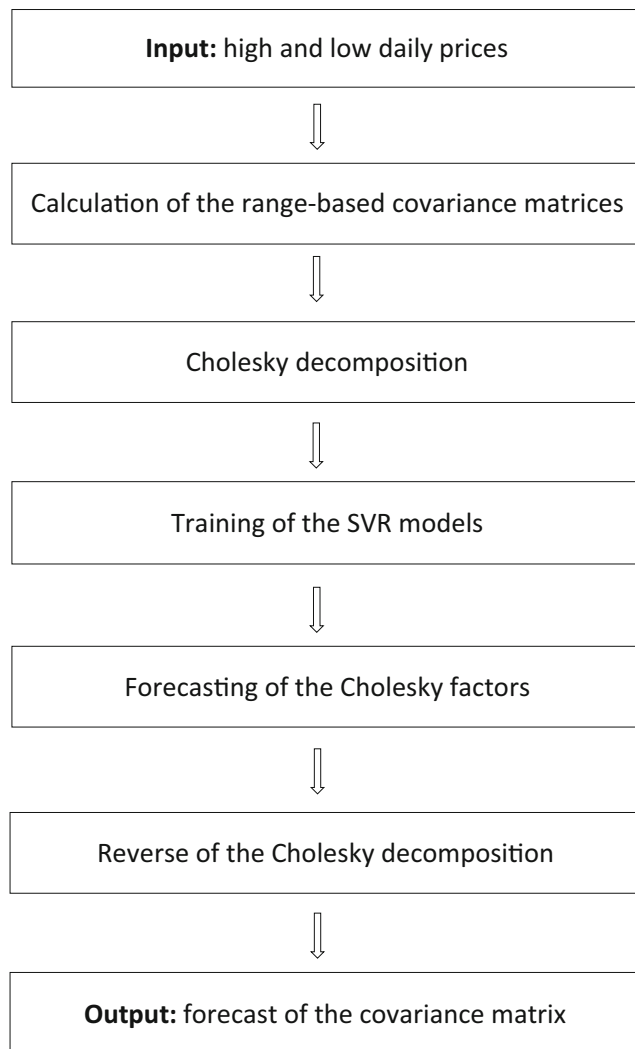 Input: high and low daily prices
Calculation of the range-based covariance matrices
Cholesky decomposition
Training of the SVR models
Forecasting of the Cholesky factors
Reverse of the Cholesky decomposition
Output: forecast of the covariance matrix